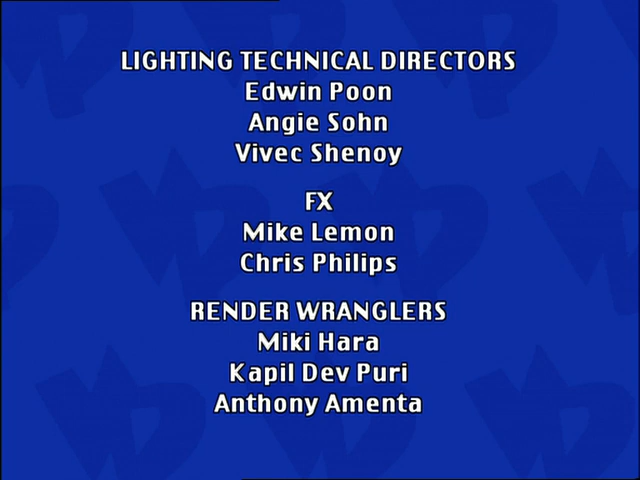 LIGHTING TECHNICAL DIRECTORS
Edwin Poon
Angie Sohn
Vivec Shenoy
FX
Mike Lemon
Chris Philips
RENDER WRANGLERS
Miki Hara
Kapil Dev Puri
Anthony Amenta